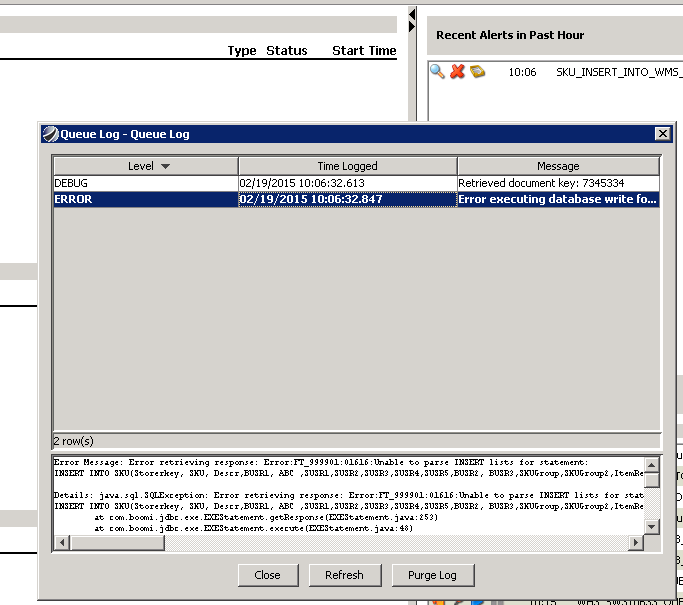 Type Status Start Time
Recent Alerts in Past Hour
10:06 SKU_INSERT_INTO_WMS_
Queue Log - Queue Log
Level Time Logged Message
DEBUG 02/19/2015 10:06:32.613 Retrieved document key: 7345334
ERROR 02/19/2015 10:06:32.847 Error executing database write fo...
2 row(s)
Error Message: Error retrieving response: Error:FT_999901:01616:Unable to parse INSERT lists for statement:
INSERT INTO SKU(Storerkey, SKU, Descr,BUSR1, ABC ,SUSR1,SUSR2,SUSR3,SUSR4,SUSR5,BUSR2, BUSR3,SKUGroup,SKUGroup2,ItemRe
Details: java.sql.SQLException: Error retrieving response: Error:FT_999901:01616:Unable to parse INSERT lists for stat
INSERT INTO SKU(Storerkey, SKU, Descr,BUSR1, ABC ,SUSR1,SUSR2,SUSR3,SUSR4,SUSR5,BUSR2, BUSR3,SKUGroup,SKUGroup2,ItemRe
at com.boomi.jdbc.exe.EXEStatement.getResponse(EXEStatement.java:253)
at com.boomi.jdbc.exe.EXEStatement.execute(EXEStatement.java:48)
Close Refresh Purge Log